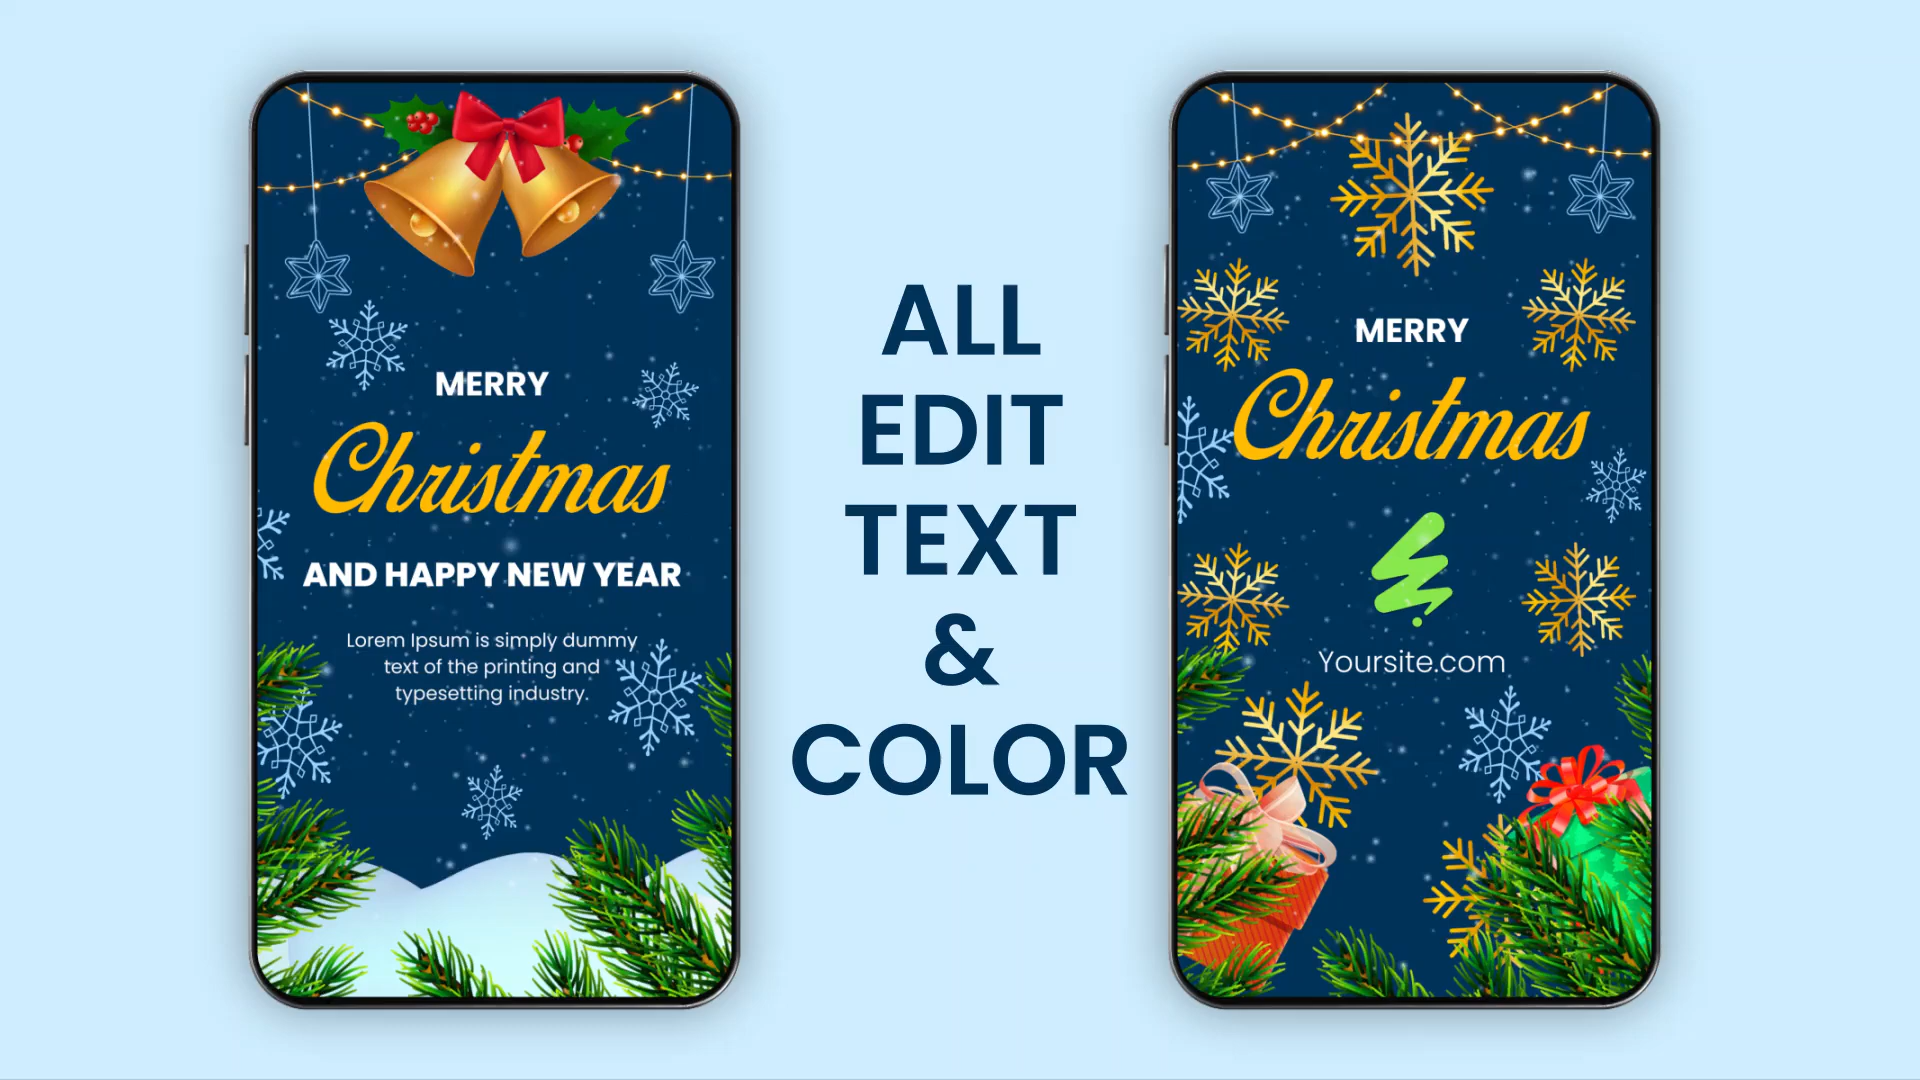 MERRY
Christmas
AND HAPPY NEW YEAR
Lorem Ipsum is simply dummy
text of the printing and
typesetting industry.
ALL
EDIT
TEXT
&
COLOR
MERRY
Christmas
Yoursite.com